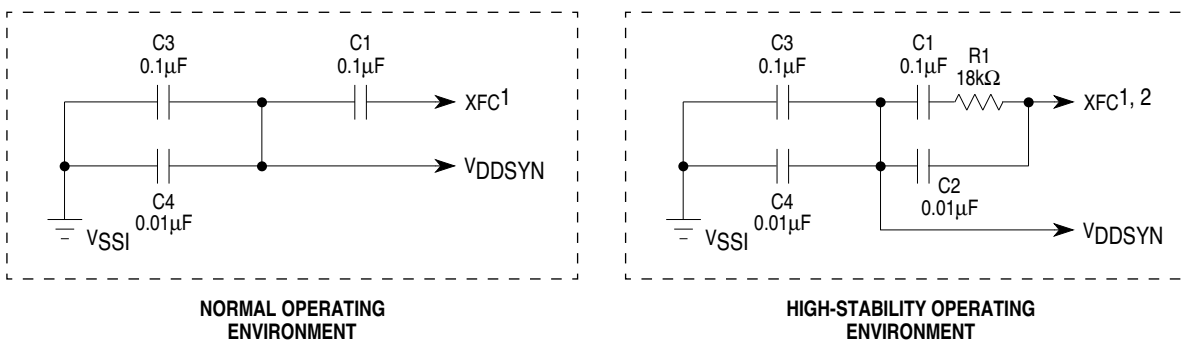 C3
0.1µF
C1
0.1µF
XFC1
C4
0.01µF
VDDSYN
VSSI
NORMAL OPERATING
ENVIRONMENT
C3
0.1µF
C1
0.1µF
R1
18kΩ
XFC1, 2
C4
0.01µF
C2
0.01µF
VSSI
VDDSYN
HIGH-STABILITY OPERATING
ENVIRONMENT